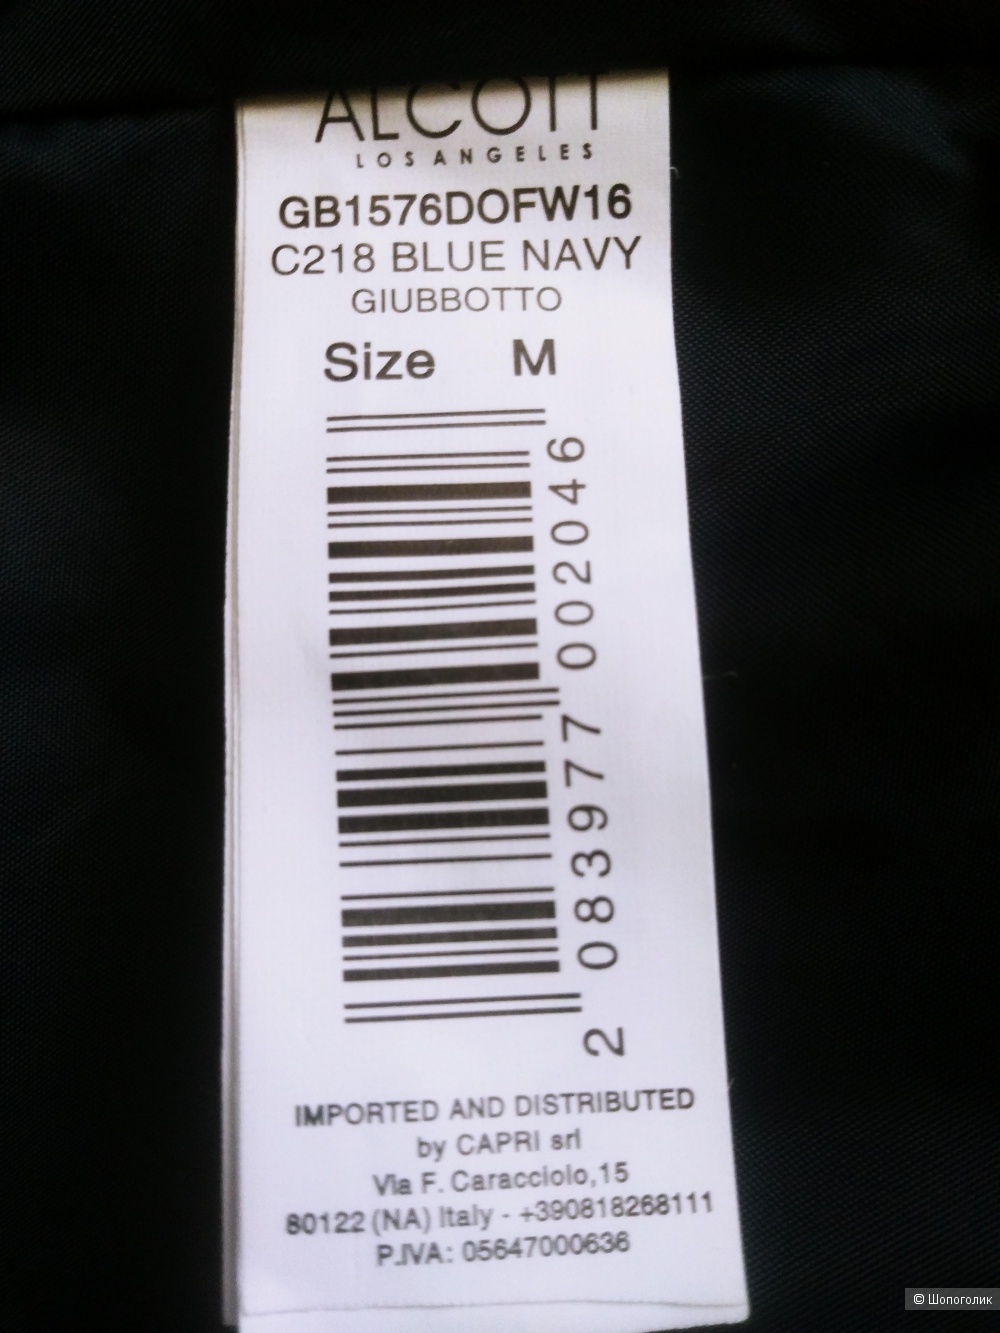 ALCOTT
LOS ANGELES
GB1576DOFW16
C218 BLUE NAVY
GIUBBOTTO
Size M
2 083977 002046
IMPORTED AND DISTRIBUTED
by CAPRI srl
Via F. Caracciolo,15
80122 (NA) Italy - +390818268111
P.IVA: 05647000636
© Шопоголик